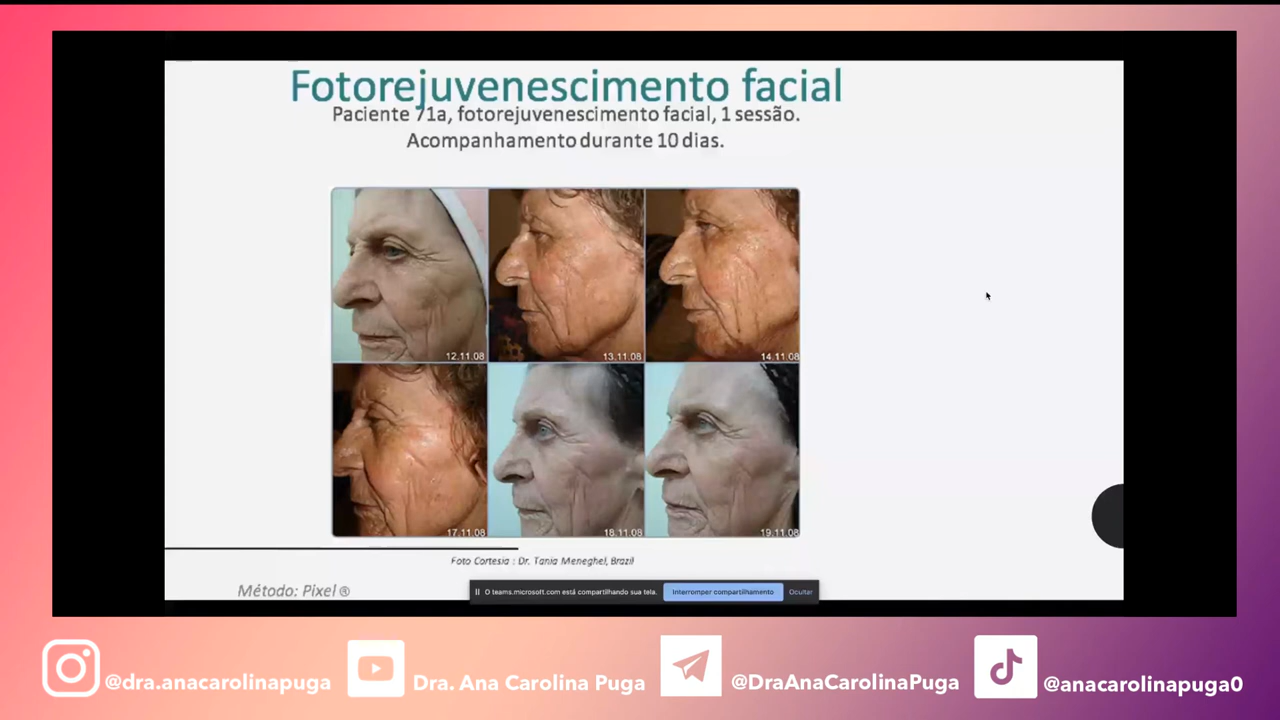 Fotorejuvenescimento facial
Paciente 71a, fotorejuvenescimento facial, 1 sessão.
Acompanhamento durante 10 dias.
12.11.08
13.11.08
14.11.08
17.11.08
18.11.08
19.11.08
Foto Cortesia : Dr. Tania Meneghel, Brazil
Método: Pixel ®
O teams.microsoft.com está compartilhando sua tela.
Interromper compartilhamento
Ocultar
@dra.anacarolinapuga
Dra. Ana Carolina Puga
@DraAnaCarolinaPuga
@anacarolinapuga0